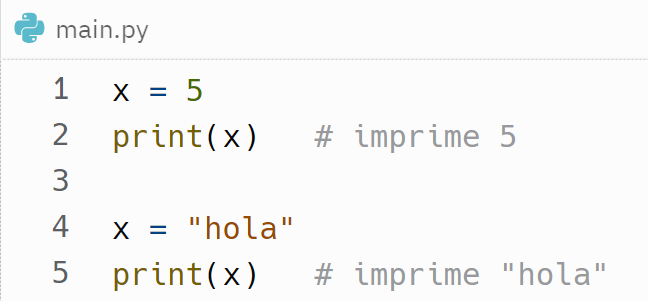 main.py
1 x = 5
2 print(x)   # imprime 5
3
4 x = "hola"
5 print(x)   # imprime "hola"